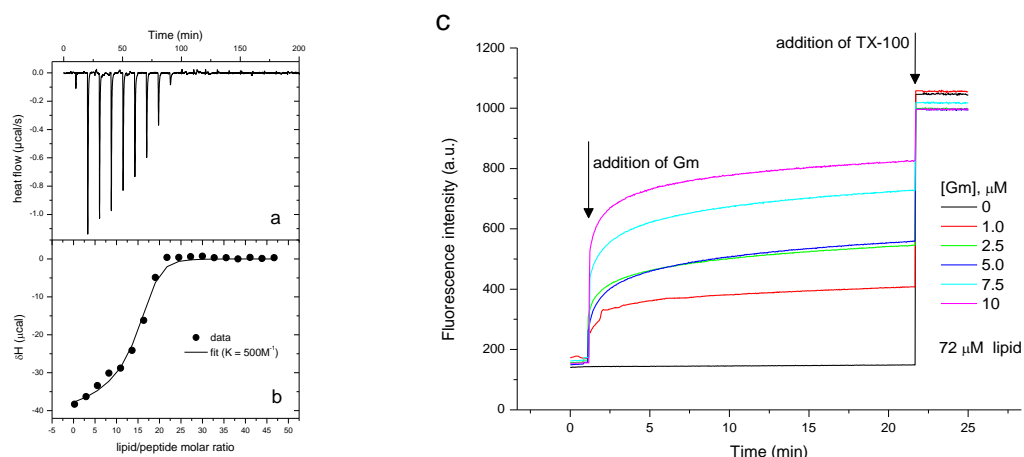 Time (min)
0 50 100 150 200
0.0
-0.2
-0.4
-0.6
-0.8
-1.0
heat flow (µcal/s)
a
0
-10
-20
-30
-40
δH (µcal)
data
fit (K = 500M⁻¹)
b
-5 0 5 10 15 20 25 30 35 40 45 50
lipid/peptide molar ratio
C
1200
1000
800
600
400
200
0
Fluorescence intensity (a.u.)
addition of TX-100
addition of Gm
[Gm], µM
0
1.0
2.5
5.0
7.5
10
72 µM lipid
0 5 10 15 20 25
Time (min)